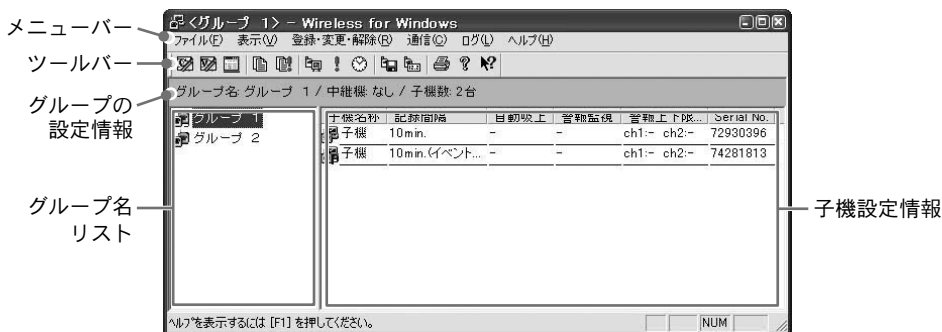 <グループ 1> - Wireless for Windows
メニューバー
ファイル(F) 表示(V) 登録・変更・解除(R) 通信(C) ログ(L) ヘルプ(H)
ツールバー
グループの
設定情報
グループ名: グループ 1 / 中継機: なし / 子機数: 2台
グループ 1
グループ 2
子機名称 記録間隔 自動吸上 警報監視 警報上下限... Serial No.
子機 10min. - - ch1:- ch2:- 72930396
子機 10min.(イベント... - - ch1:- ch2:- 74281813
グループ名
リスト
子機設定情報
ヘルプを表示するには [F1] を押してください。
NUM